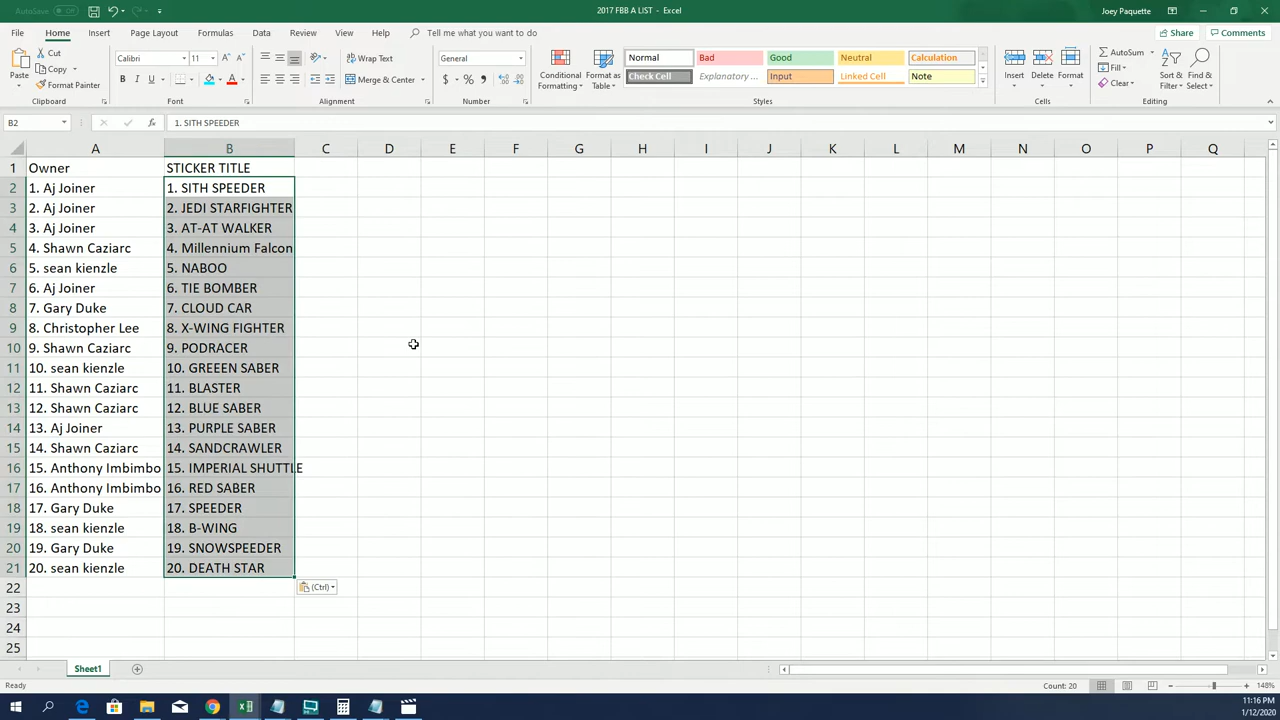 AutoSave Off
2017 FBB A LIST - Excel
Joey Paquette
File Home Insert Page Layout Formulas Data Review View Help Tell me what you want to do
Share Comments
Paste Cut Copy Format Painter Clipboard
Calibri 11 B I U A Font
Wrap Text Merge & Center Alignment
General $ % , Number
Conditional Formatting Format as Table
Normal Bad Good Neutral Calculation
Check Cell Explanatory ... Input Linked Cell Note
Styles
Insert Delete Format Cells
AutoSum Fill Clear Sort & Filter Find & Select Editing
B2 fx 1. SITH SPEEDER
A B C D E F G H I J K L M N O P Q
1 Owner STICKER TITLE
2 1. Aj Joiner 1. SITH SPEEDER
3 2. Aj Joiner 2. JEDI STARFIGHTER
4 3. Aj Joiner 3. AT-AT WALKER
5 4. Shawn Caziarc 4. Millennium Falcon
6 5. sean kienzle 5. NABOO
7 6. Aj Joiner 6. TIE BOMBER
8 7. Gary Duke 7. CLOUD CAR
9 8. Christopher Lee 8. X-WING FIGHTER
10 9. Shawn Caziarc 9. PODRACER
11 10. sean kienzle 10. GREEEN SABER
12 11. Shawn Caziarc 11. BLASTER
13 12. Shawn Caziarc 12. BLUE SABER
14 13. Aj Joiner 13. PURPLE SABER
15 14. Shawn Caziarc 14. SANDCRAWLER
16 15. Anthony Imbimbo 15. IMPERIAL SHUTTLE
17 16. Anthony Imbimbo 16. RED SABER
18 17. Gary Duke 17. SPEEDER
19 18. sean kienzle 18. B-WING
20 19. Gary Duke 19. SNOWSPEEDER
21 20. sean kienzle 20. DEATH STAR
22 (Ctrl)
23
24
25
Sheet1
Ready Count: 20 148%
11:16 PM
1/12/2020